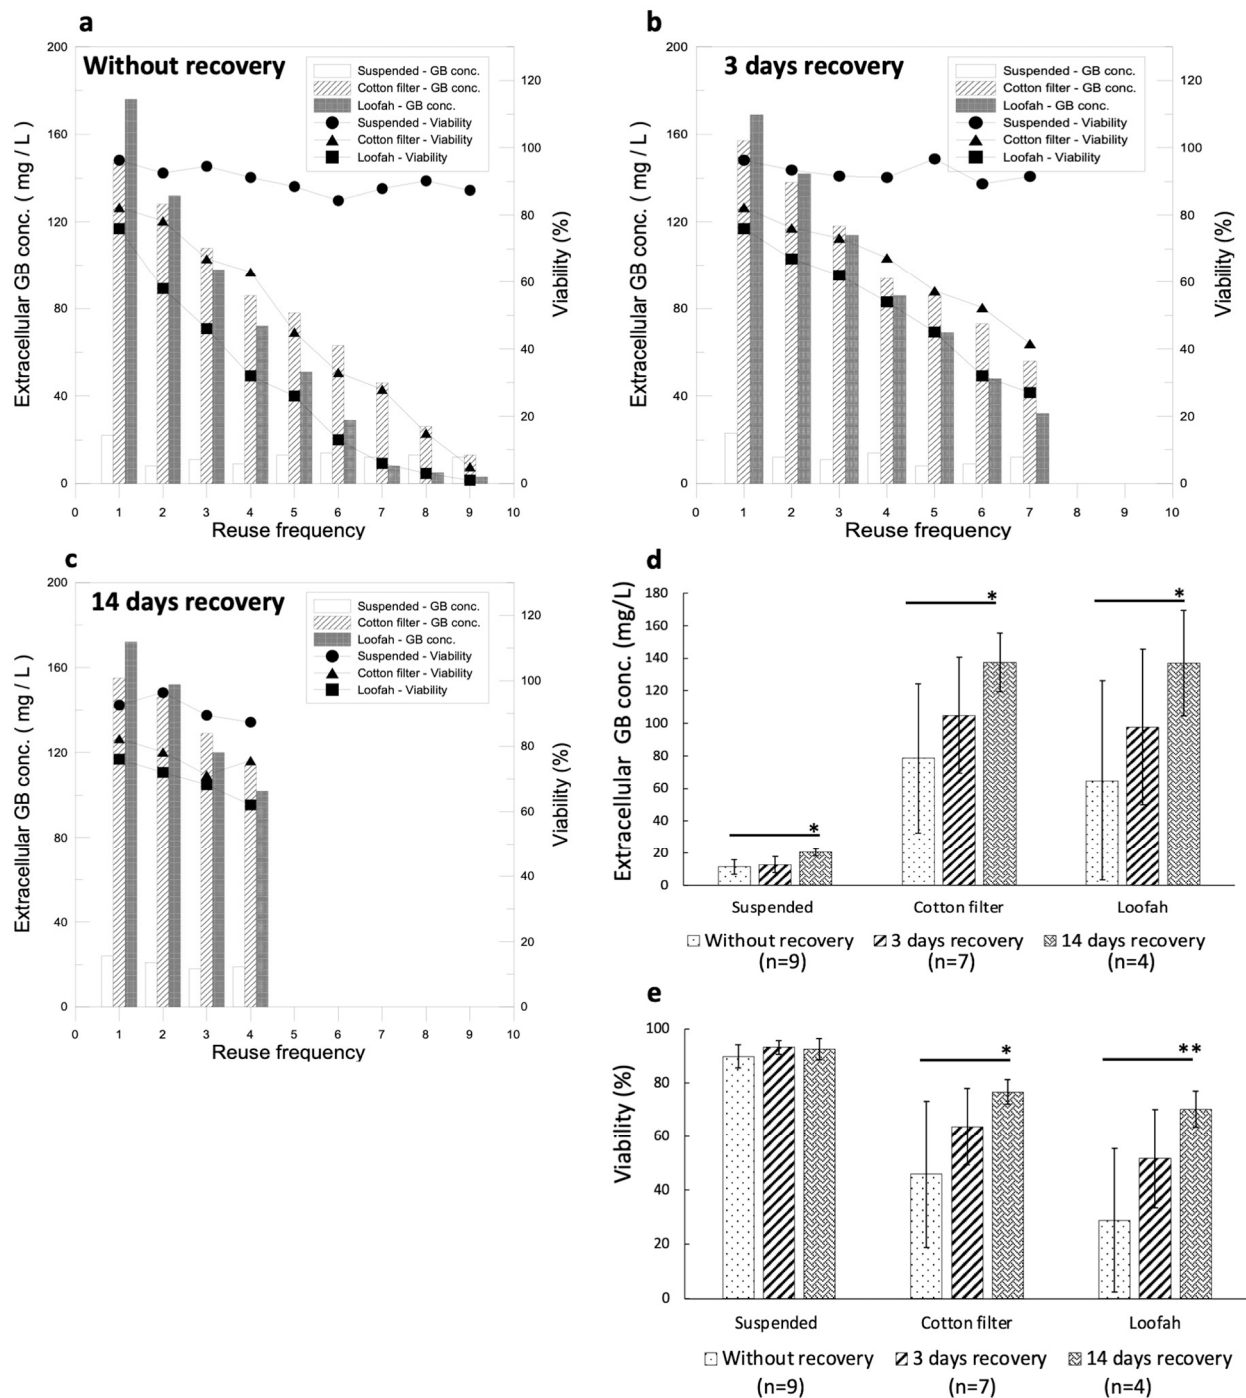 a
Without recovery
Suspended - GB conc.
Cotton filter - GB conc.
Loofah - GB conc.
Suspended - Viability
Cotton filter - Viability
Loofah - Viability
200
160
120
80
40
0
Extracellular GB conc. ( mg / L )
120
100
80
60
40
20
0
Viability (%)
0 1 2 3 4 5 6 7 8 9 10
Reuse frequency
b
3 days recovery
Suspended - GB conc.
Cotton filter - GB conc.
Loofah - GB conc.
Suspended - Viability
Cotton filter - Viability
Loofah - Viability
200
160
120
80
40
0
Extracellular GB conc. ( mg / L )
120
100
80
60
40
20
0
Viability (%)
0 1 2 3 4 5 6 7 8 9 10
Reuse frequency
c
14 days recovery
Suspended - GB conc.
Cotton filter - GB conc.
Loofah - GB conc.
Suspended - Viability
Cotton filter - Viability
Loofah - Viability
200
160
120
80
40
0
Extracellular GB conc. ( mg / L )
120
100
80
60
40
20
0
Viability (%)
0 1 2 3 4 5 6 7 8 9 10
Reuse frequency
d
180
160
140
120
100
80
60
40
20
0
Extracellular GB conc. (mg/L)
* * *
Suspended Cotton filter Loofah
Without recovery 3 days recovery 14 days recovery
(n=9) (n=7) (n=4)
e
100
80
60
40
20
0
Viability (%)
* **
Suspended Cotton filter Loofah
Without recovery 3 days recovery 14 days recovery
(n=9) (n=7) (n=4)